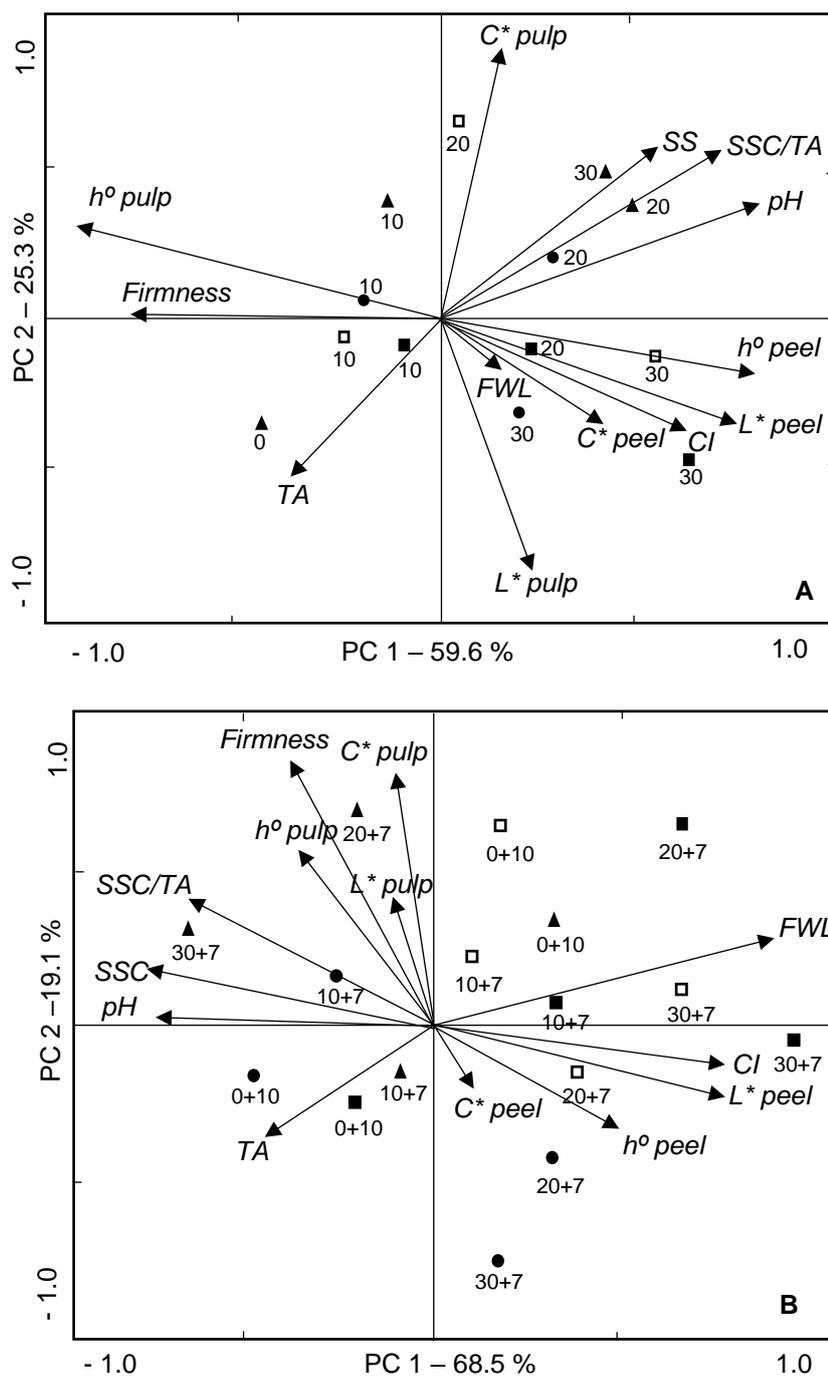 1.0
C* pulp
20
SS
SSC/TA
30
hº pulp
20
pH
10
10
20
Firmness
PC 2 – 25.3 %
20
hº peel
10
10
30
FWL
0
30
C* peel
CI
L* peel
30
TA
L* pulp
- 1.0
A
- 1.0
PC 1 – 59.6 %
1.0
1.0
Firmness
C* pulp
hº pulp
20+7
0+10
20+7
SSC/TA
L* pulp
30+7
0+10
FWL
SSC
10+7
10+7
pH
10+7
30+7
PC 2 –19.1 %
CI
30+7
0+10
10+7
20+7
L* peel
C* peel
0+10
TA
hº peel
20+7
30+7
- 1.0
B
- 1.0
PC 1 – 68.5 %
1.0